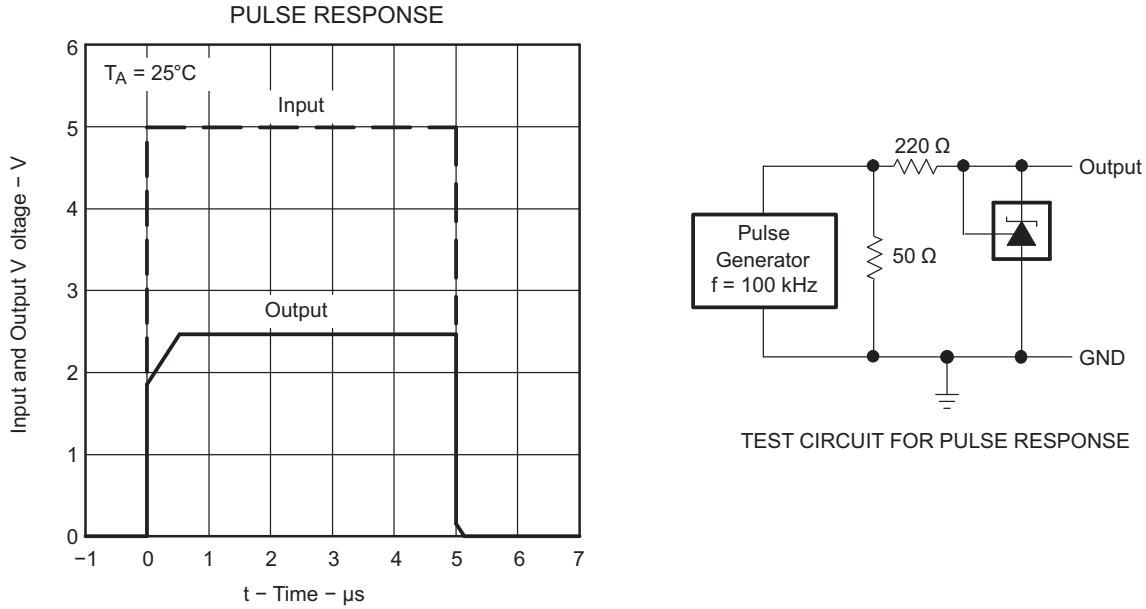 PULSE RESPONSE
6
5
4
3
2
1
0
T_A = 25°C
Input
Output
−1
0
1
2
3
4
5
6
7
t − Time − µs
Input and Output V oltage − V
220 Ω
Output
Pulse
Generator
f = 100 kHz
50 Ω
GND
TEST CIRCUIT FOR PULSE RESPONSE